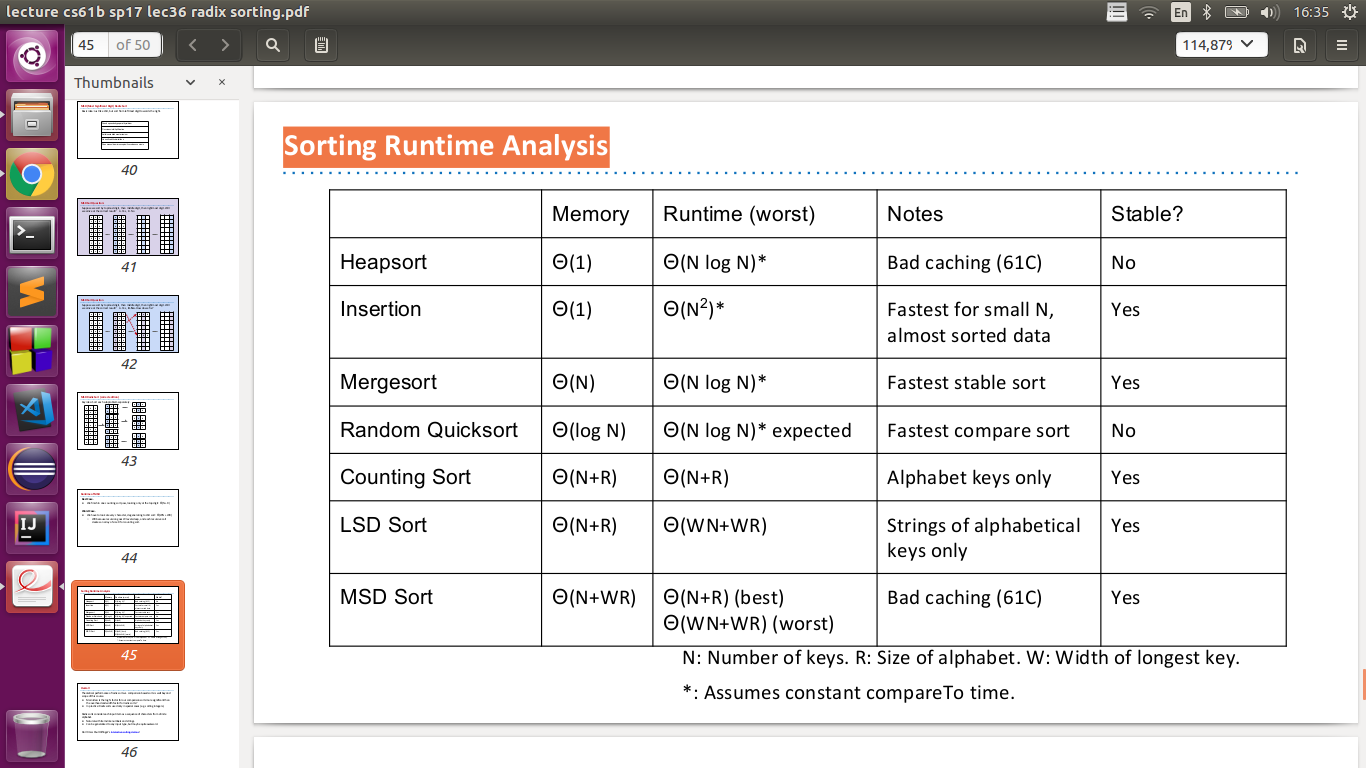 lecture cs61b sp17 lec36 radix sorting.pdf
En
16:35
45 of 50
114,87%
Thumbnails
40
41
42
43
44
45
46
Sorting Runtime Analysis
Memory Runtime (worst) Notes Stable?
Heapsort Θ(1) Θ(N log N)* Bad caching (61C) No
Insertion Θ(1) Θ(N²)* Fastest for small N,
almost sorted data Yes
Mergesort Θ(N) Θ(N log N)* Fastest stable sort Yes
Random Quicksort Θ(log N) Θ(N log N)* expected Fastest compare sort No
Counting Sort Θ(N+R) Θ(N+R) Alphabet keys only Yes
LSD Sort Θ(N+R) Θ(WN+WR) Strings of alphabetical
keys only Yes
MSD Sort Θ(N+WR) Θ(N+R) (best)
Θ(WN+WR) (worst) Bad caching (61C) Yes
N: Number of keys. R: Size of alphabet. W: Width of longest key.
*: Assumes constant compareTo time.